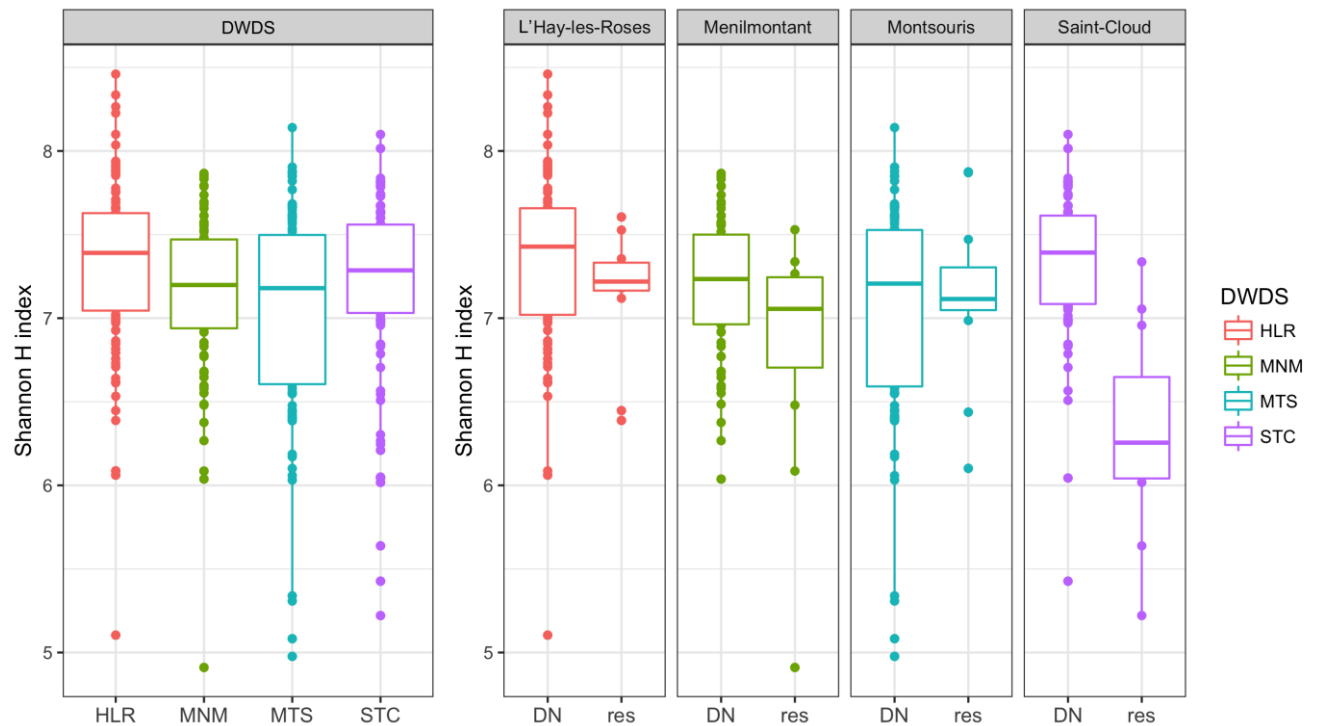 DWDS
L'Hay-les-Roses
Menilmontant
Montsouris
Saint-Cloud
Shannon H index
8
7
6
5
HLR
MNM
MTS
STC
Shannon H index
8
7
6
5
DN
res
DN
res
DN
res
DN
res
DWDS
HLR
MNM
MTS
STC